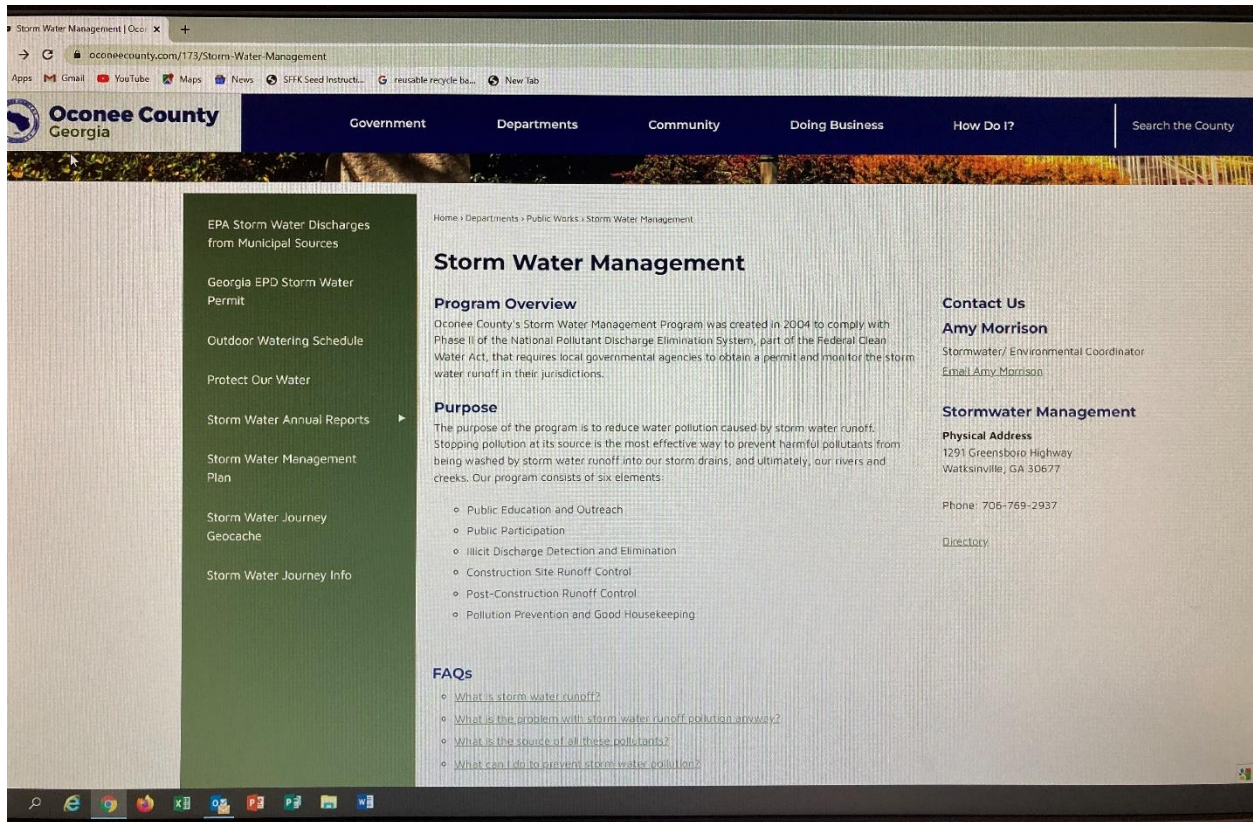 Storm Water Management | Oco
oconeecounty.com/173/Storm-Water-Management
Apps Gmail YouTube Maps News SFFK Seed Instructi... reusable recycle ba... New Tab
Oconee County
Georgia
Government Departments Community Doing Business How Do I? Search the County
EPA Storm Water Discharges
from Municipal Sources
Georgia EPD Storm Water
Permit
Outdoor Watering Schedule
Protect Our Water
Storm Water Annual Reports
Storm Water Management
Plan
Storm Water Journey
Geocache
Storm Water Journey Info
Home › Departments › Public Works › Storm Water Management
Storm Water Management
Program Overview
Oconee County's Storm Water Management Program was created in 2004 to comply with
Phase II of the National Pollutant Discharge Elimination System, part of the Federal Clean
Water Act, that requires local governmental agencies to obtain a permit and monitor the storm
water runoff in their jurisdictions.
Purpose
The purpose of the program is to reduce water pollution caused by storm water runoff.
Stopping pollution at its source is the most effective way to prevent harmful pollutants from
being washed by storm water runoff into our storm drains, and ultimately, our rivers and
creeks. Our program consists of six elements:
Public Education and Outreach
Public Participation
Illicit Discharge Detection and Elimination
Construction Site Runoff Control
Post-Construction Runoff Control
Pollution Prevention and Good Housekeeping
FAQs
What is storm water runoff?
What is the problem with storm water runoff pollution anyway?
What is the source of all these pollutants?
What can I do to prevent storm water pollution?
Contact Us
Amy Morrison
Stormwater/ Environmental Coordinator
Email Amy Morrison
Stormwater Management
Physical Address
1291 Greensboro Highway
Watkinsville, GA 30677
Phone: 706-769-2937
Directory